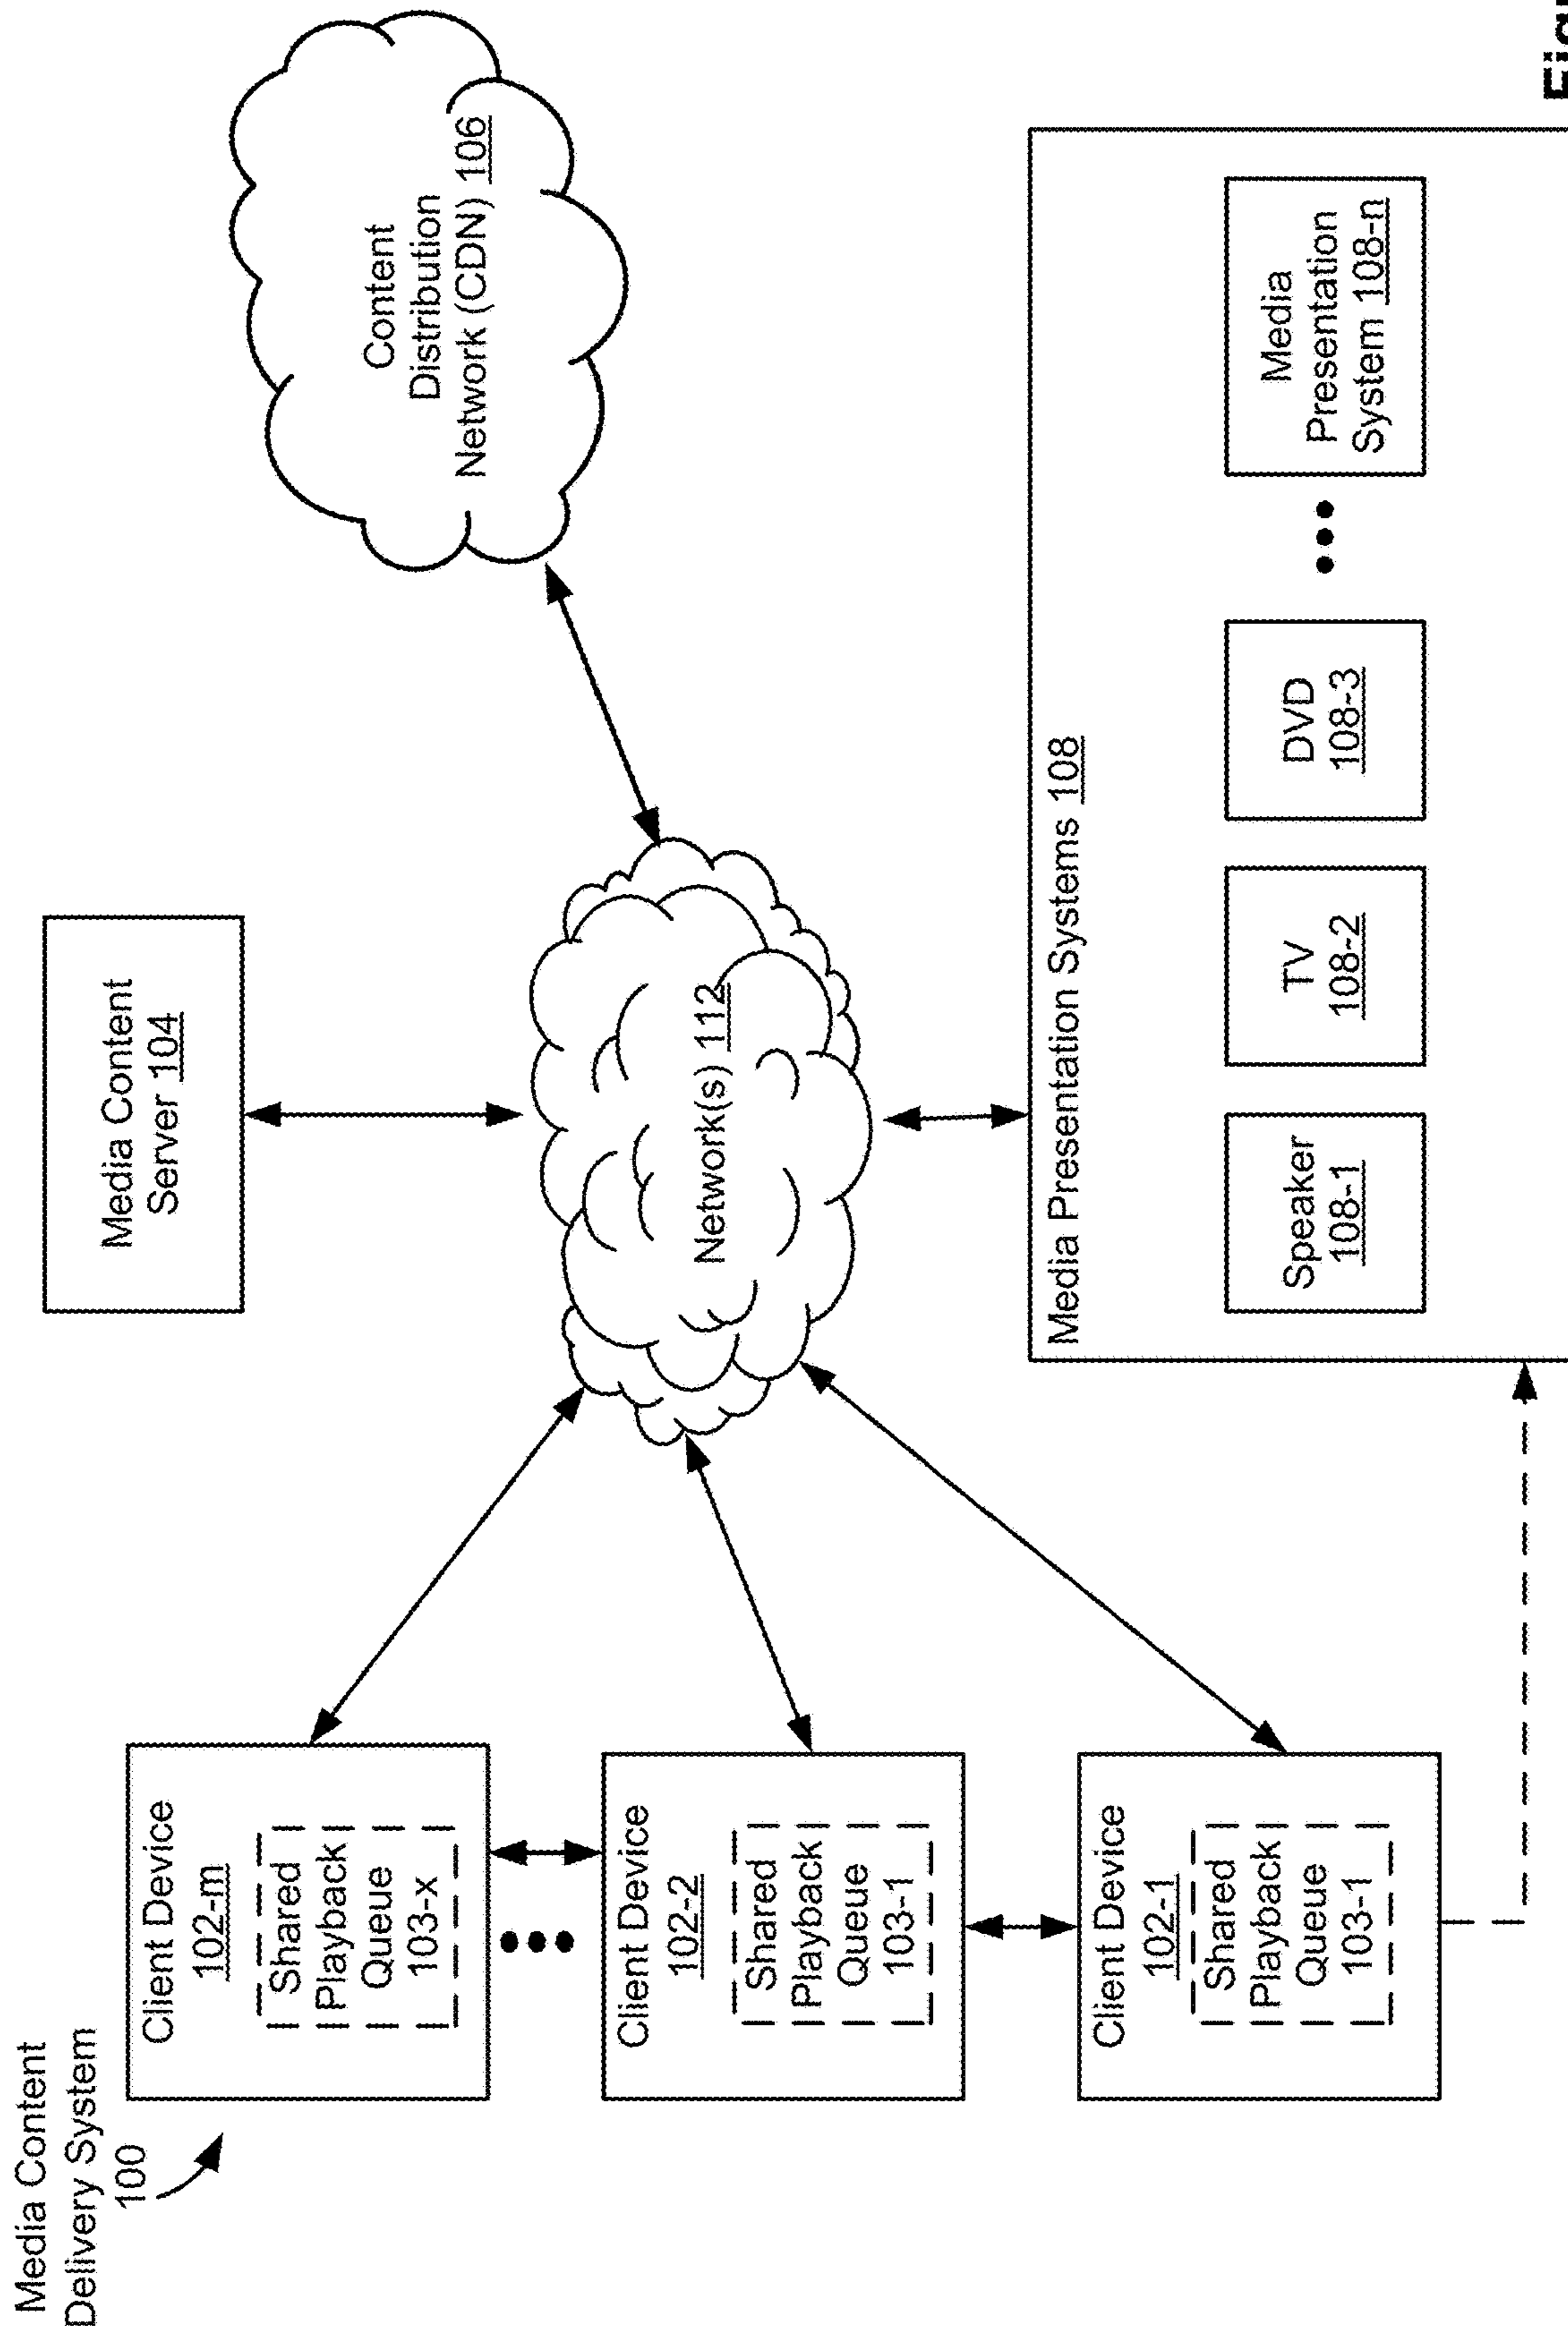 Media Content
Delivery System
100
Client Device
102-m
Shared
Playback
Queue
103-x
Client Device
102-2
Shared
Playback
Queue
103-1
Client Device
102-1
Shared
Playback
Queue
103-1
Media Content
Server 104
Network(s) 112
Content
Distribution
Network (CDN) 106
Media Presentation Systems 108
Speaker
108-1
TV
108-2
DVD
108-3
Media
Presentation
System 108-n